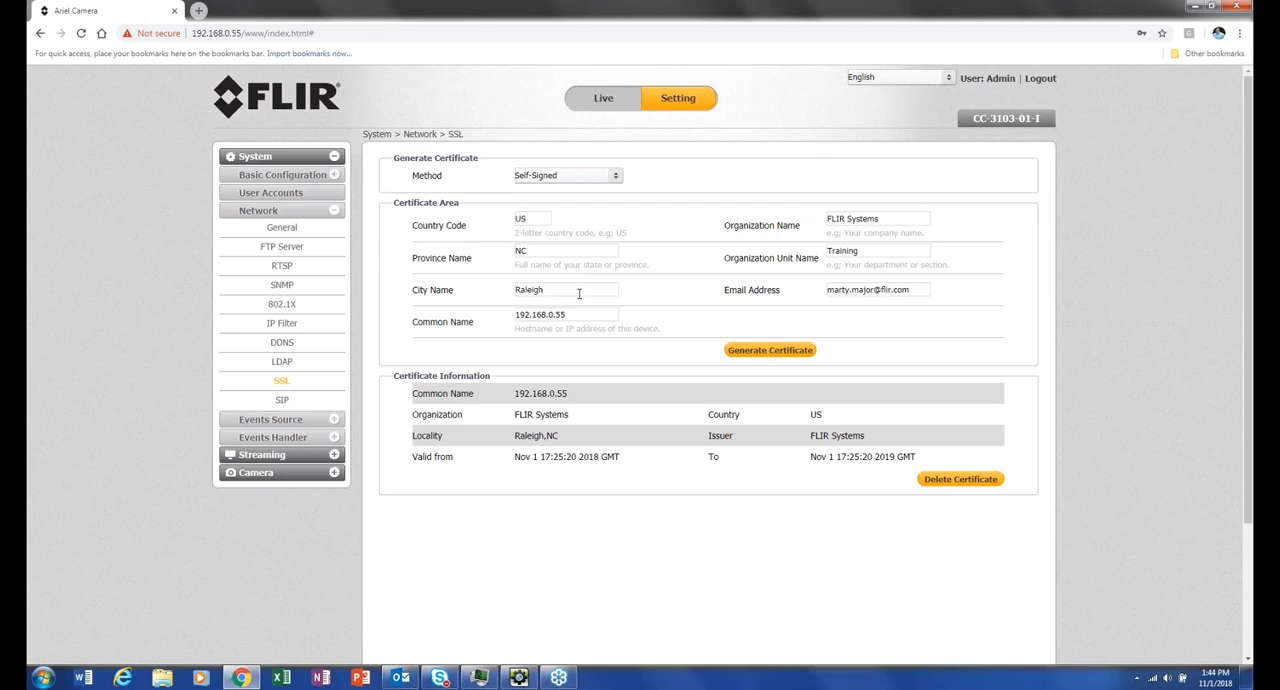 Ariel Camera
Not secure 192.168.0.55/www/index.html#
For quick access, place your bookmarks here on the bookmarks bar. Import bookmarks now...
Other bookmarks
FLIR
Live
Setting
English
User: Admin | Logout
CC-3103-01-I
System > Network > SSL
System
Basic Configuration
User Accounts
Network
General
FTP Server
RTSP
SNMP
802.1X
IP Filter
DDNS
LDAP
SSL
SIP
Events Source
Events Handler
Streaming
Camera
Generate Certificate
Method Self-Signed
Certificate Area
Country Code US Organization Name FLIR Systems
2-letter country code, e.g; US e.g; Your company name.
Province Name NC Organization Unit Name Training
Full name of your state or province. e.g; Your department or section.
City Name Raleigh Email Address marty.major@flir.com
Common Name 192.168.0.55
Hostname or IP address of this device.
Generate Certificate
Certificate Information
Common Name 192.168.0.55
Organization FLIR Systems Country US
Locality Raleigh,NC Issuer FLIR Systems
Valid from Nov 1 17:25:20 2018 GMT To Nov 1 17:25:20 2019 GMT
Delete Certificate
1:44 PM
11/1/2018